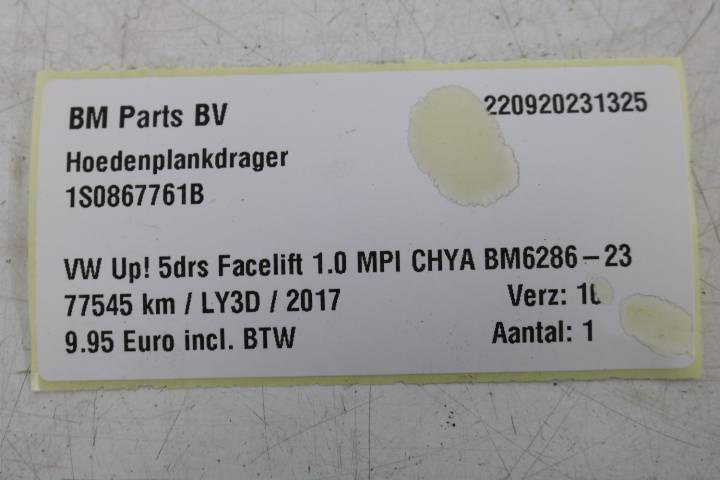 BM Parts BV 220920231325
Hoedenplankdrager
1S0867761B
VW Up! 5drs Facelift 1.0 MPI CHYA BM6286-23
77545 km / LY3D / 2017 Verz:
9.95 Euro incl. BTW Aantal: 1